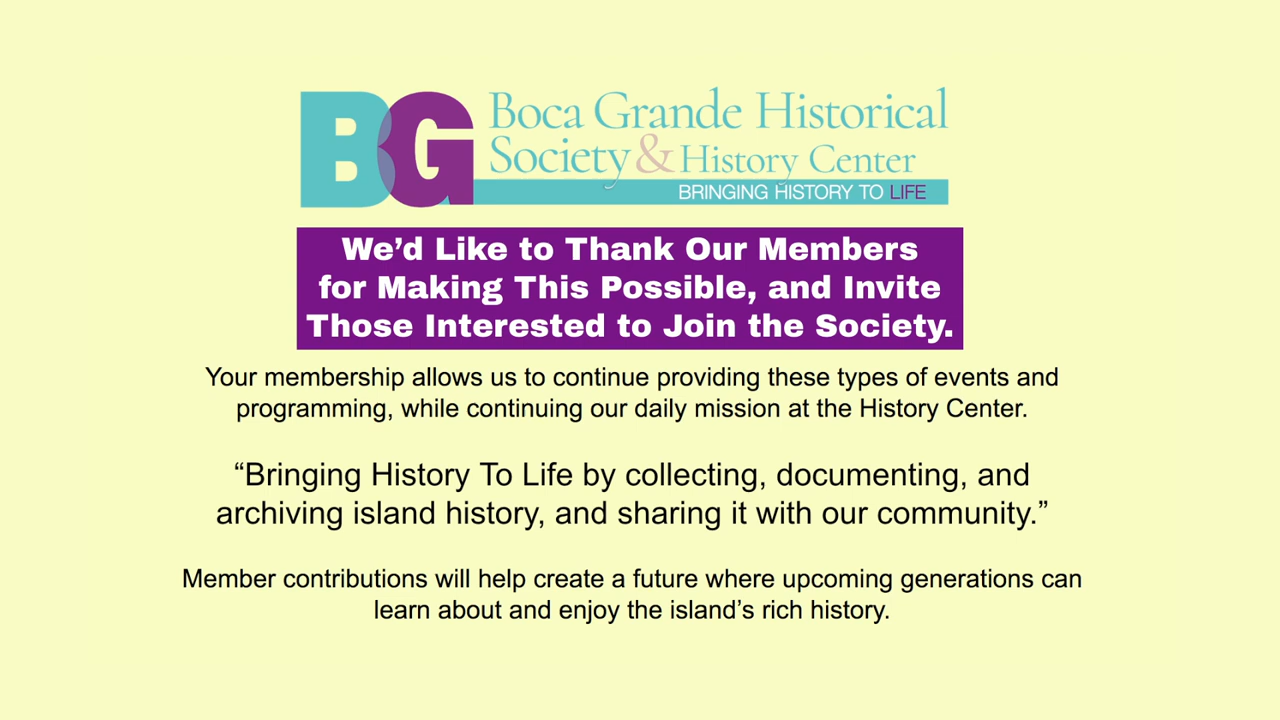 BG
Boca Grande Historical
Society & History Center
BRINGING HISTORY TO LIFE
We’d Like to Thank Our Members
for Making This Possible, and Invite
Those Interested to Join the Society.
Your membership allows us to continue providing these types of events and
programming, while continuing our daily mission at the History Center.
“Bringing History To Life by collecting, documenting, and
archiving island history, and sharing it with our community.”
Member contributions will help create a future where upcoming generations can
learn about and enjoy the island’s rich history.